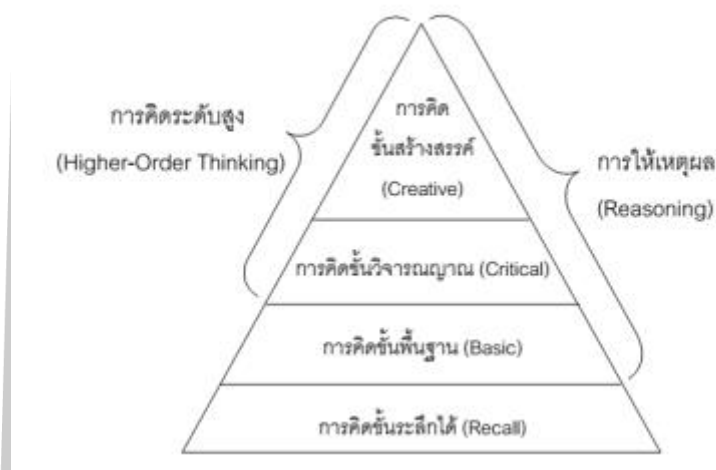 การคิดระดับสูง
(Higher-Order Thinking)
การคิด
ขั้นสร้างสรรค์
(Creative)
การให้เหตุผล
(Reasoning)
การคิดขั้นวิจารณญาณ (Critical)
การคิดขั้นพื้นฐาน (Basic)
การคิดขั้นระลึกได้ (Recall)